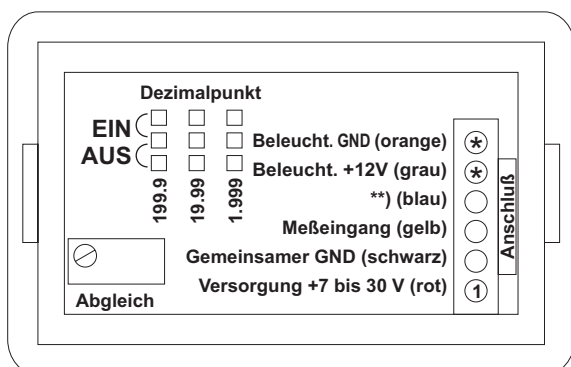 Dezimalpunkt
EIN
AUS
199.9
19.99
1.999
Beleucht. GND (orange)
*
Beleucht. +12V (grau)
*
**) (blau)
Meßeingang (gelb)
Gemeinsamer GND (schwarz)
Versorgung +7 bis 30 V (rot)
1
Anschluß
Abgleich